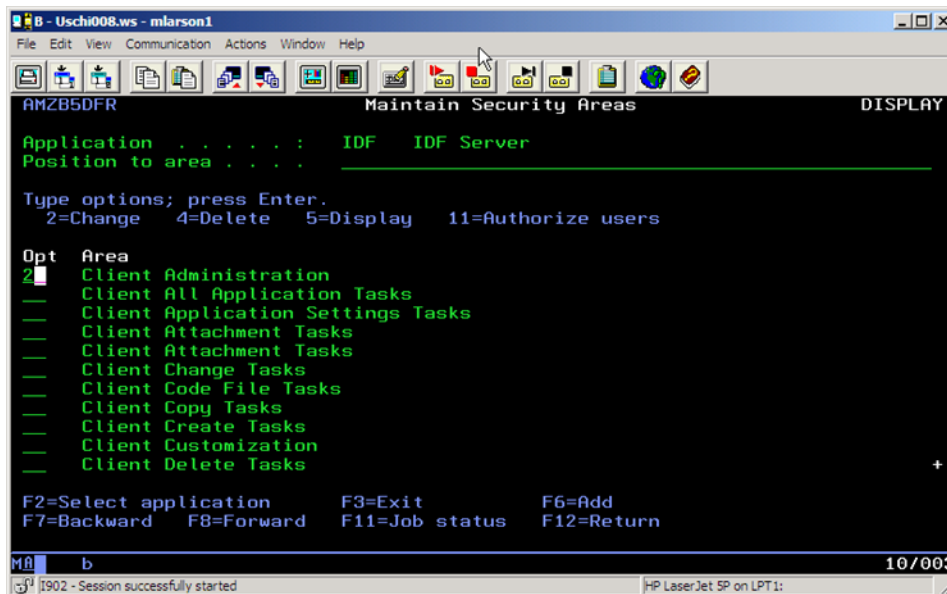 B - Uschi008.ws - mlarson1
File Edit View Communication Actions Window Help
AMZB5DFR Maintain Security Areas DISPLAY
Application . . . . . : IDF IDF Server
Position to area . . . .
Type options; press Enter.
2=Change 4=Delete 5=Display 11=Authorize users
Opt Area
2 Client Administration
Client All Application Tasks
Client Application Settings Tasks
Client Attachment Tasks
Client Attachment Tasks
Client Change Tasks
Client Code File Tasks
Client Copy Tasks
Client Create Tasks
Client Customization
Client Delete Tasks +
F2=Select application F3=Exit F6=Add
F7=Backward F8=Forward F11=Job status F12=Return
MA b 10/003
I902 - Session successfully started HP LaserJet 5P on LPT1: